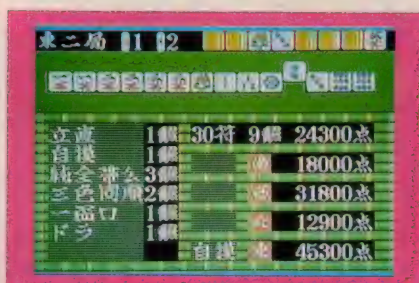 東二局 1 2
立直 1飜 30符 9飜 24300点
自摸 1飜 18000点
純全帯么 3飜
三色同順 2飜 31800点
一盃口 1飜 12900点
ドラ 1飜
自摸 45300点